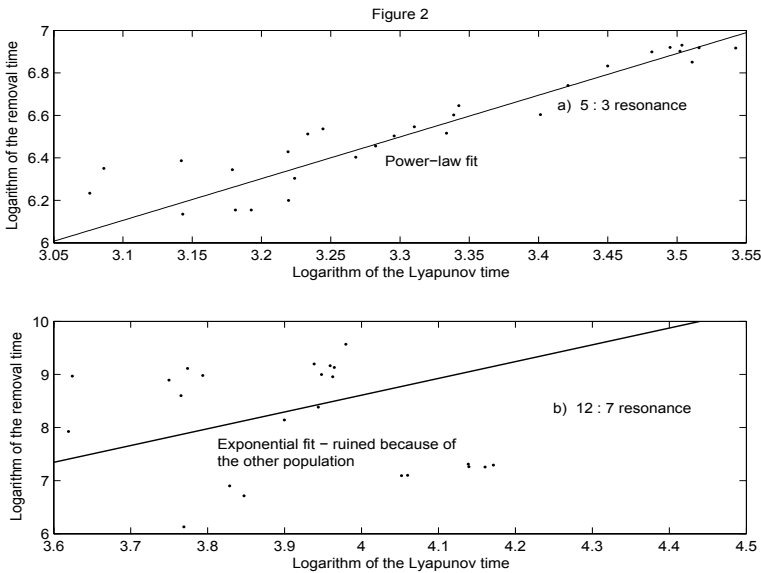 Figure 2
7
6.8
6.6
6.4
6.2
6
Logarithm of the removal time
a) 5 : 3 resonance
Power−law fit
3.05 3.1 3.15 3.2 3.25 3.3 3.35 3.4 3.45 3.5 3.55
Logarithm of the Lyapunov time
10
9
8
7
6
Logarithm of the removal time
b) 12 : 7 resonance
Exponential fit − ruined because of
the other population
3.6 3.7 3.8 3.9 4 4.1 4.2 4.3 4.4 4.5
Logarithm of the Lyapunov time